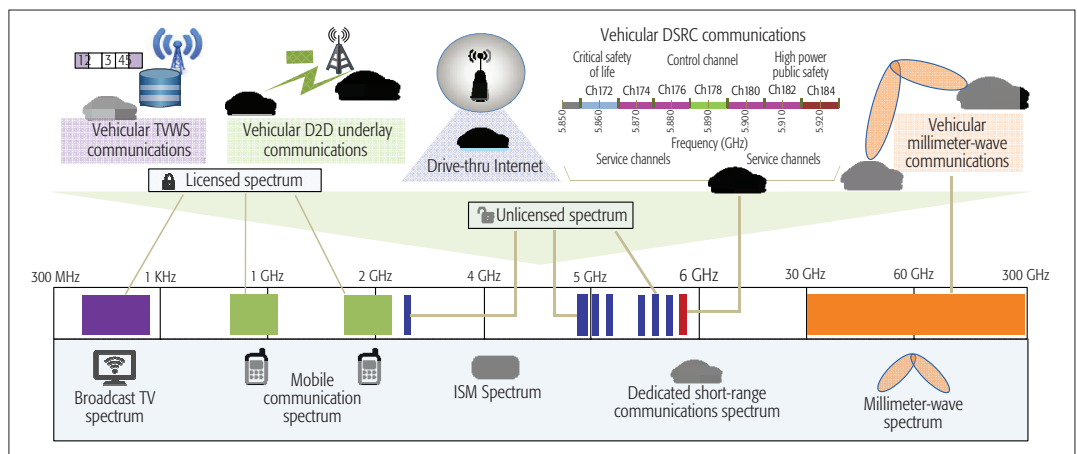 12 3 45
Vehicular TVWS
communications
Vehicular D2D underlay
communications
Drive-thru Internet
Vehicular DSRC communications
Critical safety
of life
Control channel
High power
public safety
Ch172 Ch174 Ch176 Ch178 Ch180 Ch182 Ch184
5.850 5.860 5.870 5.880 5.890 5.900 5.910 5.920
Frequency (GHz)
Service channels Service channels
Vehicular
millimeter-wave
communications
Licensed spectrum
Unlicensed spectrum
300 MHz 1 KHz 1 GHz 2 GHz 4 GHz 5 GHz 6 GHz 30 GHz 60 GHz 300 GHz
Broadcast TV
spectrum
Mobile
communication
spectrum
ISM Spectrum
Dedicated short-range
communications spectrum
Millimeter-wave
spectrum